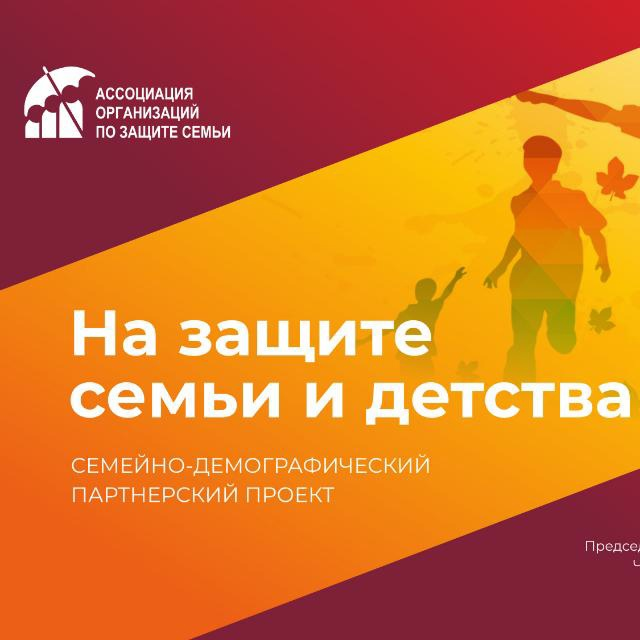 АССОЦИАЦИЯ
ОРГАНИЗАЦИЙ
ПО ЗАЩИТЕ СЕМЬИ
На защите
семьи и детства
СЕМЕЙНО-ДЕМОГРАФИЧЕСКИЙ
ПАРТНЕРСКИЙ ПРОЕКТ